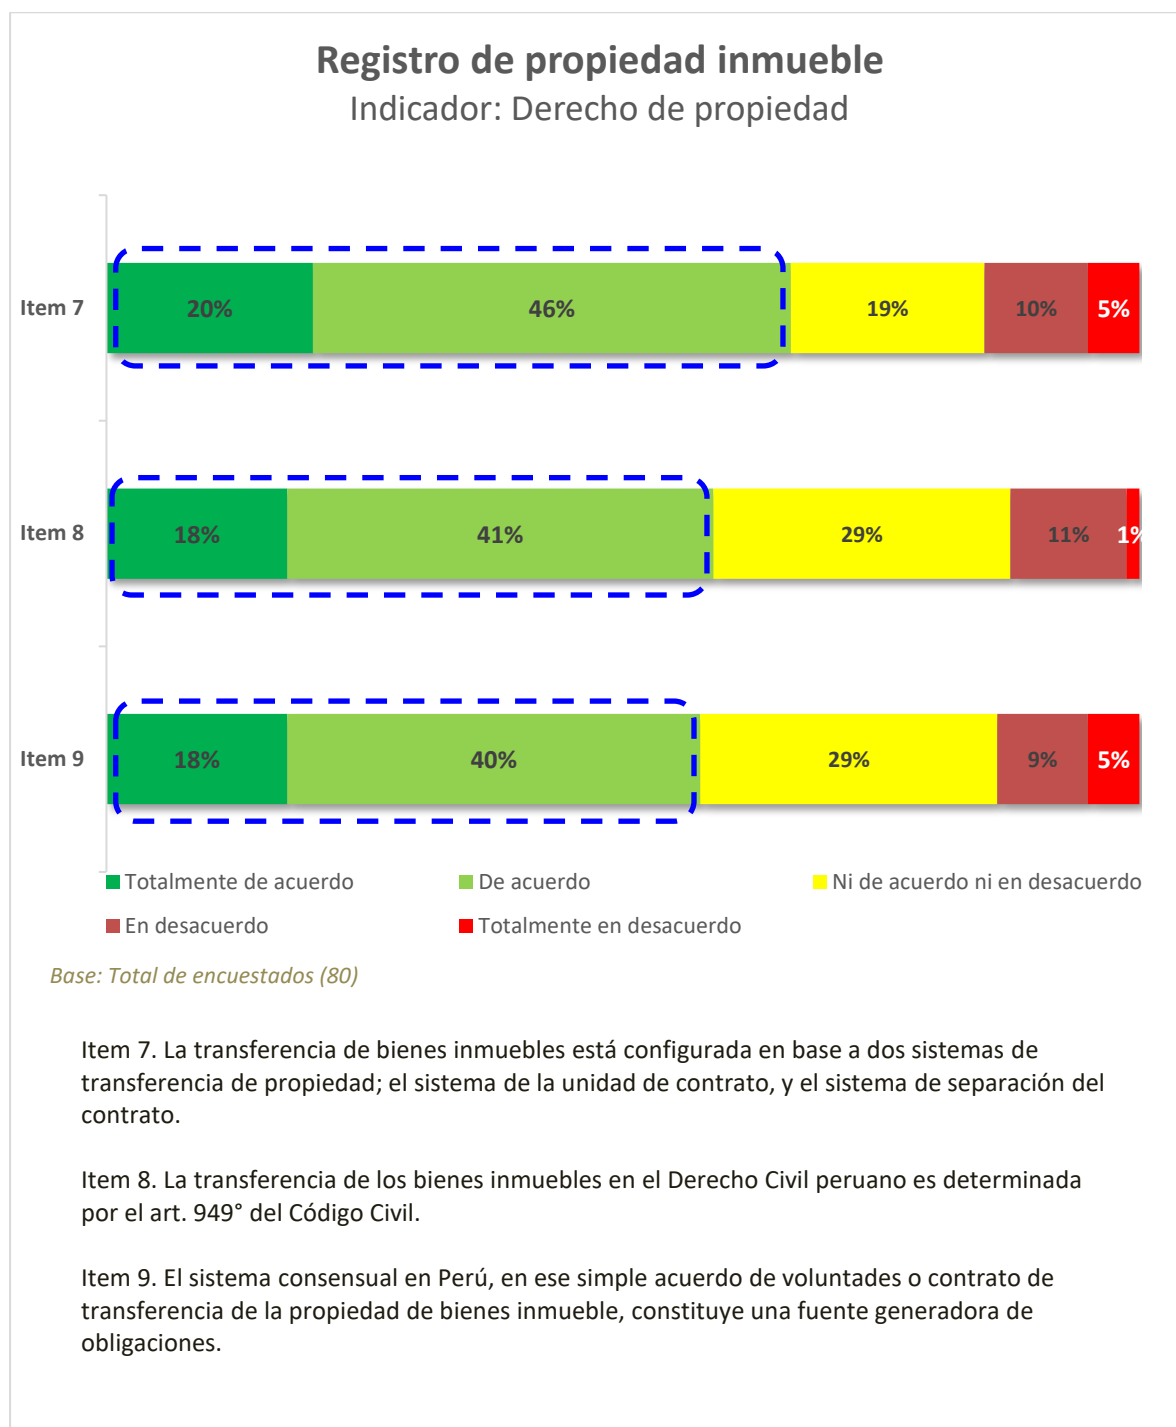 Registro de propiedad inmueble
Indicador: Derecho de propiedad
Item 7
20%
46%
19%
10%
5%
Item 8
18%
41%
29%
11%
1%
Item 9
18%
40%
29%
9%
5%
Totalmente de acuerdo
De acuerdo
Ni de acuerdo ni en desacuerdo
En desacuerdo
Totalmente en desacuerdo
Base: Total de encuestados (80)
Item 7. La transferencia de bienes inmuebles está configurada en base a dos sistemas de
transferencia de propiedad; el sistema de la unidad de contrato, y el sistema de separación del
contrato.
Item 8. La transferencia de los bienes inmuebles en el Derecho Civil peruano es determinada
por el art. 949° del Código Civil.
Item 9. El sistema consensual en Perú, en ese simple acuerdo de voluntades o contrato de
transferencia de la propiedad de bienes inmueble, constituye una fuente generadora de
obligaciones.